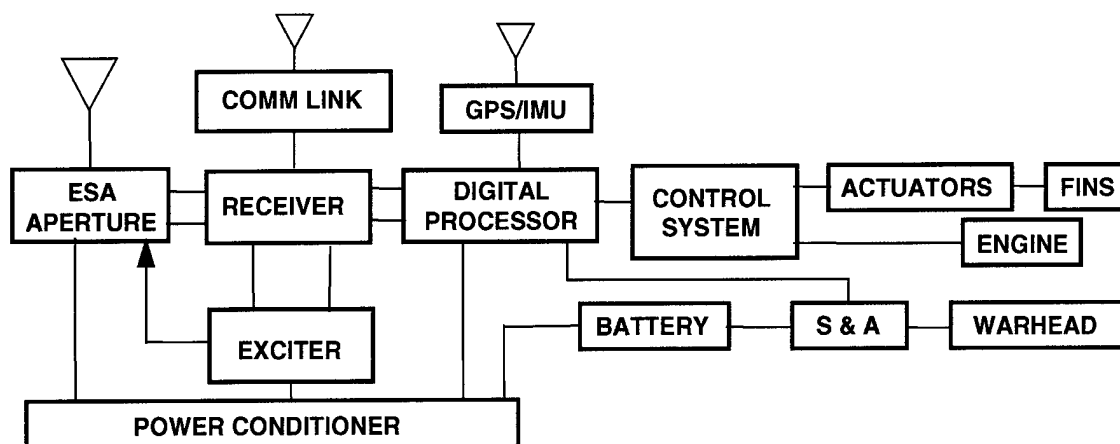 COMM LINK
GPS/IMU
ESA
APERTURE
RECEIVER
DIGITAL
PROCESSOR
CONTROL
SYSTEM
ACTUATORS
FINS
ENGINE
EXCITER
BATTERY
S & A
WARHEAD
POWER CONDITIONER